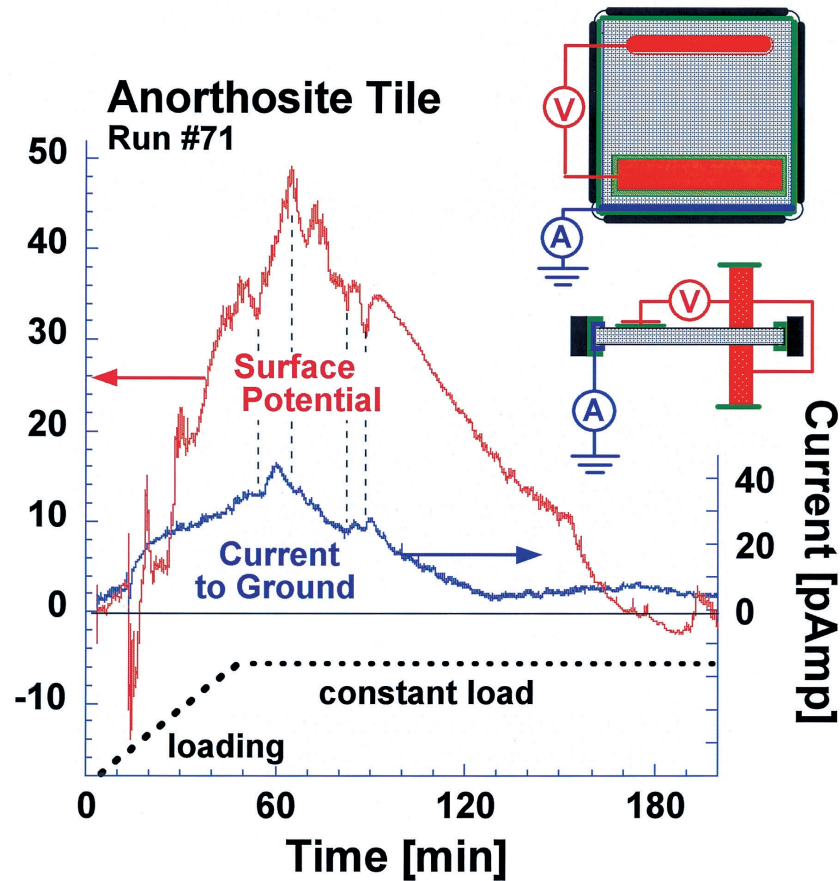 Anorthosite Tile
Run #71
V
A
V
A
50
40
30
20
10
0
-10
Surface
Potential
Current
to Ground
40
20
0
Current [pAmp]
constant load
loading
0
60
120
180
Time [min]